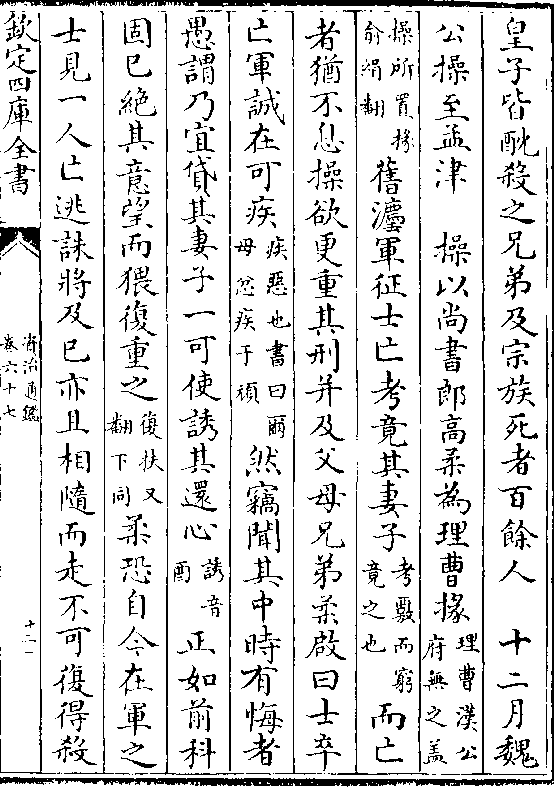 皇子皆酖殺之兄弟及宗族死者百餘人　十二月魏
公操至孟津　操以尚書郎高柔為理曹掾理曹漢公府無之盖
操所置掾俞絹翻舊灋軍征士亡考竟其妻子考覈而窮竟之也而亡
者猶不息操欲更重其刑并及父母兄弟柔啟曰士卒
亡軍誠在可疾疾惡也書曰爾毋忿疾于頑然竊聞其中時有悔者
愚謂乃宜貸其妻子一可使誘其還心誘音酉正如前科
固已絶其意望而猥復重之復扶又翻下同柔恐自今在軍之
士見一人亡逃誅將及已亦且相隨而走不可復得殺
欽定四庫全書
資治通鑑
卷六十七
十二